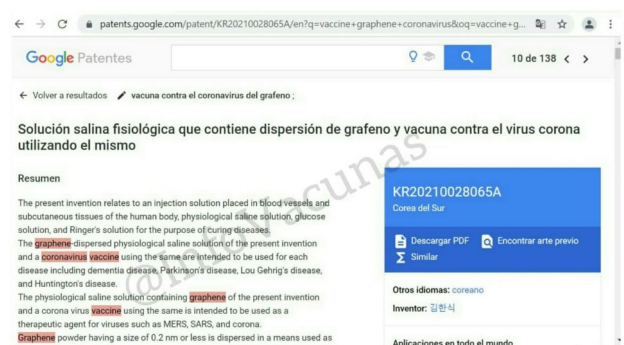 patents.google.com/patent/KR20210028065A/en?q=vaccine+graphene+coronavirus&oq=vaccine+g...
Google Patentes
10 de 138
Volver a resultados vacuna contra el coronavirus del grafeno ;
Solución salina fisiológica que contiene dispersión de grafeno y vacuna contra el virus corona
utilizando el mismo
Resumen
The present invention relates to an injection solution placed in blood vessels and
subcutaneous tissues of the human body, physiological saline solution, glucose
solution, and Ringer's solution for the purpose of curing diseases.
The graphene-dispersed physiological saline solution of the present invention
and a coronavirus vaccine using the same are intended to be used for each
disease including dementia disease, Parkinson's disease, Lou Gehrig's disease,
and Huntington's disease.
The physiological saline solution containing graphene of the present invention
and a corona virus vaccine using the same is intended to be used as a
therapeutic agent for viruses such as MERS, SARS, and corona.
Graphene powder having a size of 0.2 nm or less is dispersed in a means used as
KR20210028065A
Corea del Sur
Descargar PDF Encontrar arte previo
Similar
Otros idiomas: coreano
Inventor: 김한식
Aplicaciones en todo el mundo
@InfoVacunas